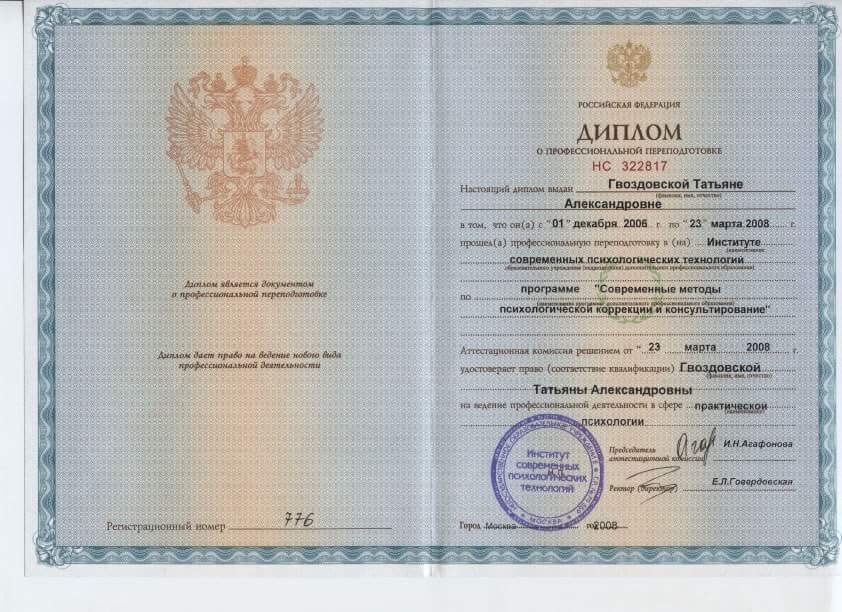 Диплом является документом
о профессиональной переподготовке
Диплом дает право на ведение нового вида
профессиональной деятельности
Регистрационный номер 776
РОССИЙСКАЯ ФЕДЕРАЦИЯ
ДИПЛОМ
О ПРОФЕССИОНАЛЬНОЙ ПЕРЕПОДГОТОВКЕ
НС 322817
Настоящий диплом выдан Гвоздовской Татьяне
(фамилия, имя, отчество)
Александровне
в том, что он(а) с "01" декабря 2006 г. по "23" марта 2008 г.
прошел(а) профессиональную переподготовку в (на) Институте
(наименование
современных психологических технологий
образовательного учреждения (подразделения) дополнительного профессионального образования)
по программе "Современные методы
(наименование программы дополнительного профессионального образования)
психологической коррекции и консультирование"
Аттестационная комиссия решением от "23 марта 2008 г.
удостоверяет право (соответствие квалификации) Гвоздовской
(фамилия, имя, отчество)
Татьяны Александровны
на ведение профессиональной деятельности в сфере практической
(наименование)
психологии
Председатель
аттестационной комиссии И.Н.Агафонова
Ректор (директор) Е.Л.Говердовская
Институт
современных
психологических
технологий
МОСКВА
М.П.
Город Москва год 2008